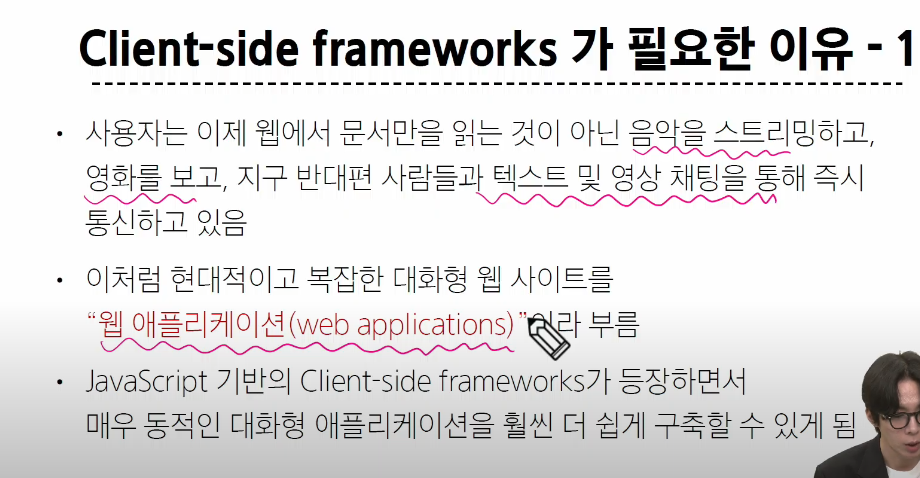 Client-side frameworks 가 필요한 이유 - 1
• 사용자는 이제 웹에서 문서만을 읽는 것이 아닌 음악을 스트리밍하고,
영화를 보고, 지구 반대편 사람들과 텍스트 및 영상 채팅을 통해 즉시
통신하고 있음
• 이처럼 현대적이고 복잡한 대화형 웹 사이트를
“웹 애플리케이션(web applications)”이라 부름
• JavaScript 기반의 Client-side frameworks가 등장하면서
매우 동적인 대화형 애플리케이션을 훨씬 더 쉽게 구축할 수 있게 됨